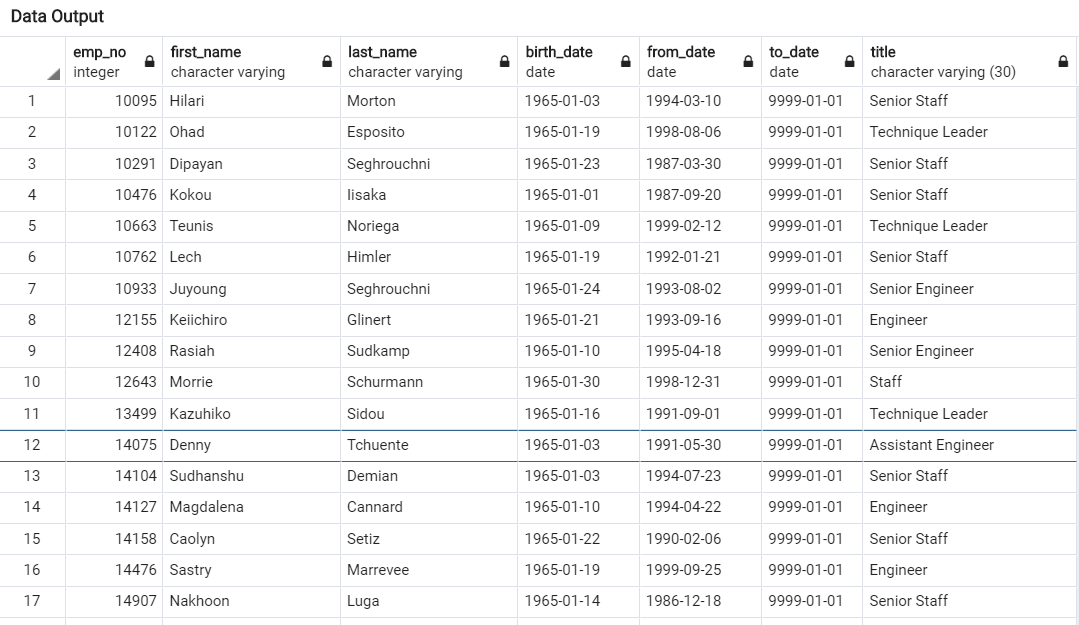 Data Output
emp_no first_name last_name birth_date from_date to_date title
integer character varying character varying date date date character varying (30)
1 10095 Hilari Morton 1965-01-03 1994-03-10 9999-01-01 Senior Staff
2 10122 Ohad Esposito 1965-01-19 1998-08-06 9999-01-01 Technique Leader
3 10291 Dipayan Seghrouchni 1965-01-23 1987-03-30 9999-01-01 Senior Staff
4 10476 Kokou Iisaka 1965-01-01 1987-09-20 9999-01-01 Senior Staff
5 10663 Teunis Noriega 1965-01-09 1999-02-12 9999-01-01 Technique Leader
6 10762 Lech Himler 1965-01-19 1992-01-21 9999-01-01 Senior Staff
7 10933 Juyoung Seghrouchni 1965-01-24 1993-08-02 9999-01-01 Senior Engineer
8 12155 Keiichiro Glinert 1965-01-21 1993-09-16 9999-01-01 Engineer
9 12408 Rasiah Sudkamp 1965-01-10 1995-04-18 9999-01-01 Senior Engineer
10 12643 Morrie Schurmann 1965-01-30 1998-12-31 9999-01-01 Staff
11 13499 Kazuhiko Sidou 1965-01-16 1991-09-01 9999-01-01 Technique Leader
12 14075 Denny Tchuente 1965-01-03 1991-05-30 9999-01-01 Assistant Engineer
13 14104 Sudhanshu Demian 1965-01-03 1994-07-23 9999-01-01 Senior Staff
14 14127 Magdalena Cannard 1965-01-10 1994-04-22 9999-01-01 Engineer
15 14158 Caolyn Setiz 1965-01-22 1990-02-06 9999-01-01 Senior Staff
16 14476 Sastry Marrevee 1965-01-19 1999-09-25 9999-01-01 Engineer
17 14907 Nakhoon Luga 1965-01-14 1986-12-18 9999-01-01 Senior Staff